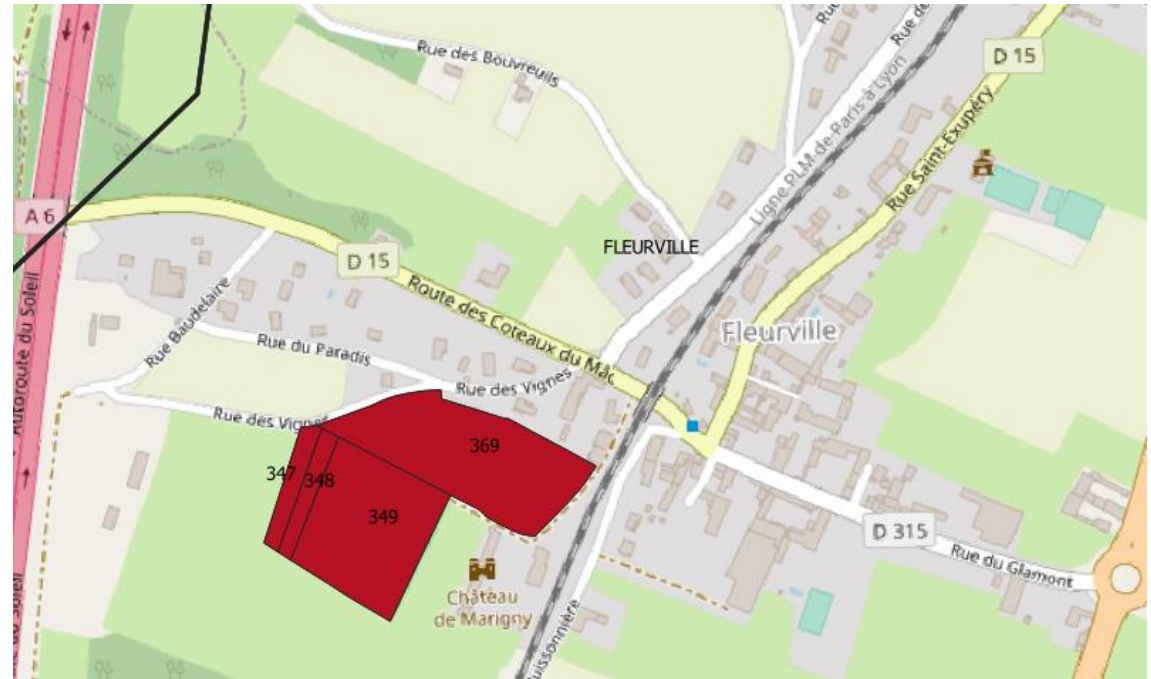 D 15
Rue des Bouvreuils
Rue de
Ligne PLM de Paris à Lyon
Rue Saint-Exupéry
A 6
FLEURVILLE
D 15
Route des Coteaux du Mâc
Fleurville
Rue Baudelaire
Rue du Paradis
Rue des Vignes
Rue des Vignes
Autoroute du Soleil
369
347
348
349
D 315
Rue du Glamont
Château
de Marigny